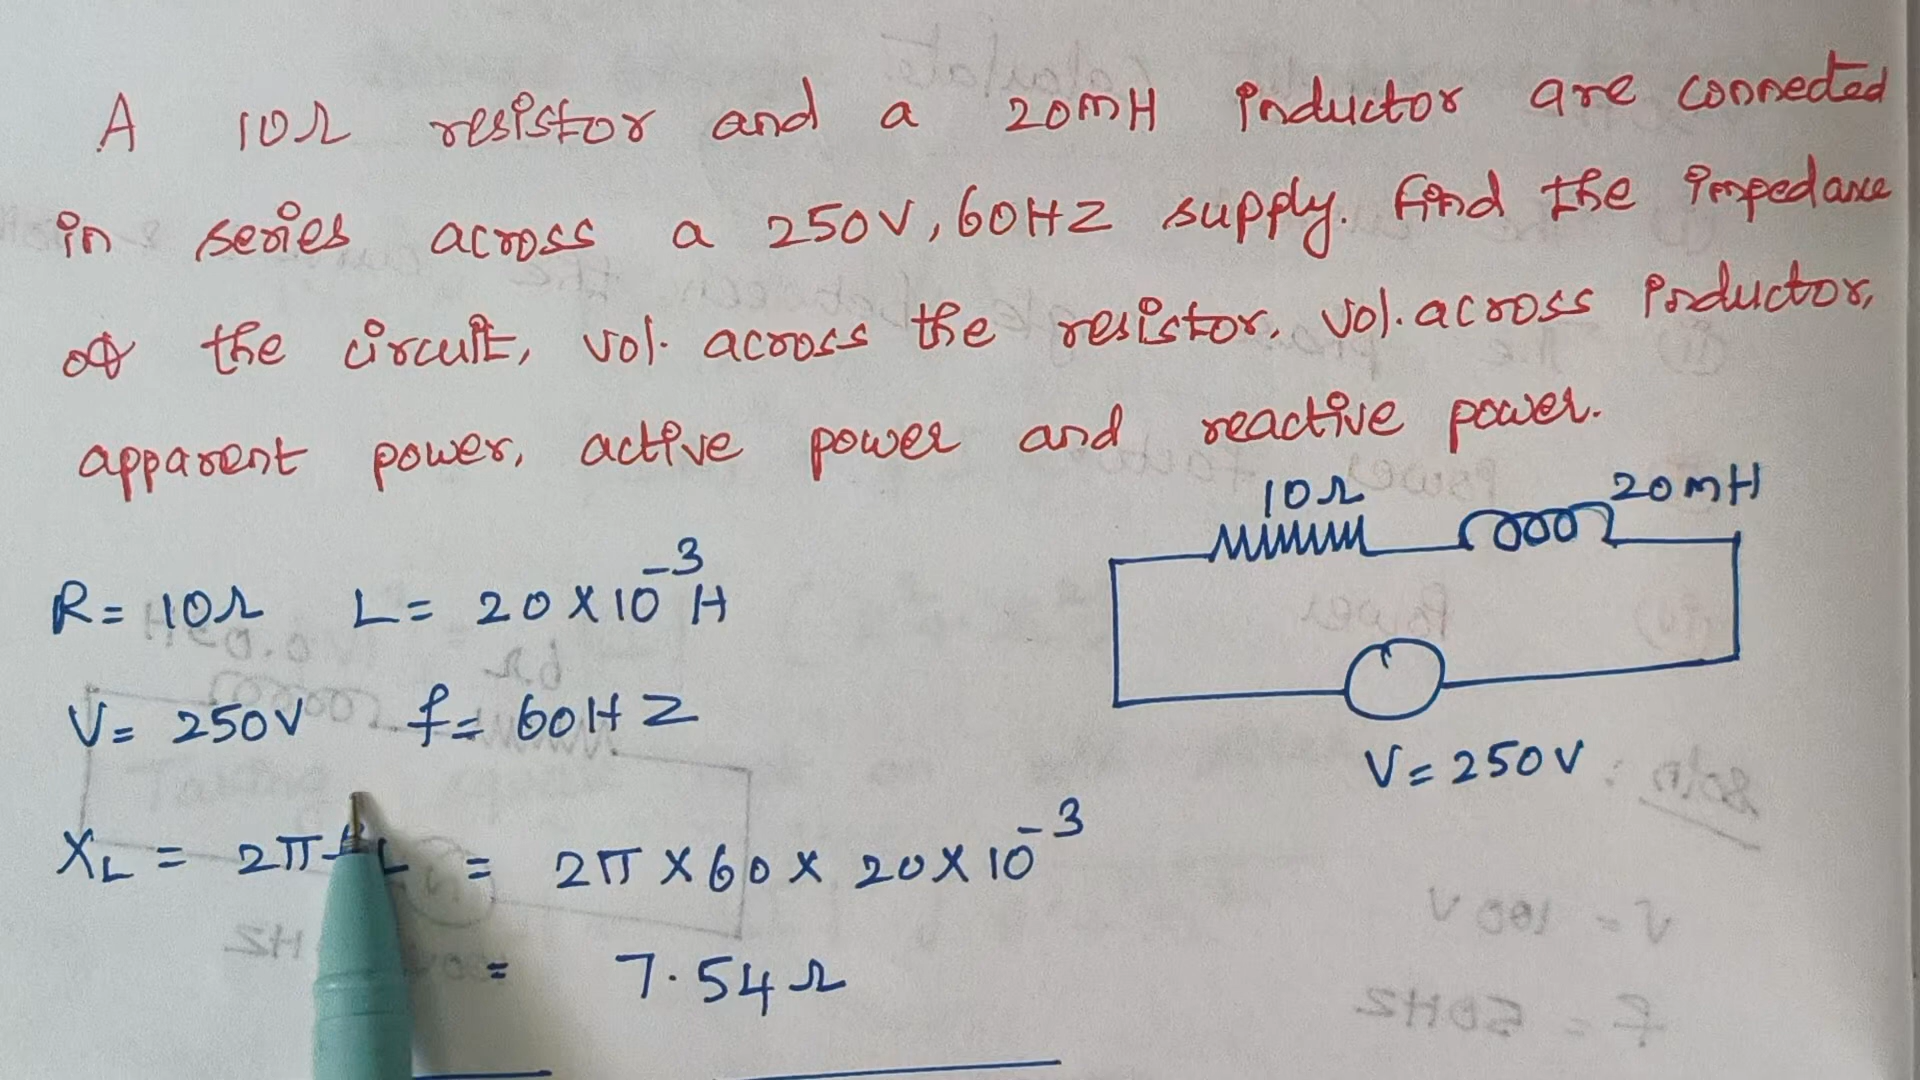 A 10Ω resistor and a 20mH inductor are connected
in series across a 250V, 60HZ supply. find the impedance
of the circuit, vol. across the resistor, vol. across inductor,
apparent power, active power and reactive power.
10Ω 20mH
R = 10Ω L = 20 X 10⁻³ H
V = 250V f = 60HZ
V = 250V
X_L = 2πfL = 2π X 60 X 20 X 10⁻³
= 7.54Ω